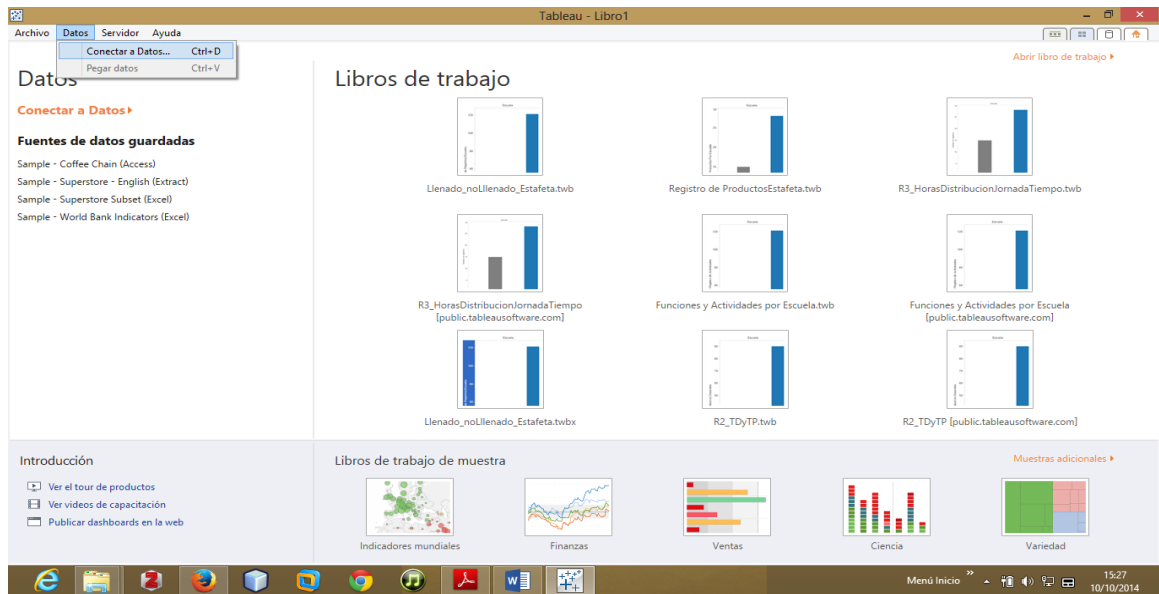 Tableau - Libro1
Archivo Datos Servidor Ayuda
Conectar a Datos... Ctrl+D
Pegar datos Ctrl+V
Abrir libro de trabajo
Datos
Conectar a Datos
Fuentes de datos guardadas
Sample - Coffee Chain (Access)
Sample - Superstore - English (Extract)
Sample - Superstore Subset (Excel)
Sample - World Bank Indicators (Excel)
Libros de trabajo
Llenado_noLllenado_Estafeta.twb
Registro de ProductosEstafeta.twb
R3_HorasDistribucionJornadaTiempo.twb
R3_HorasDistribucionJornadaTiempo
[public.tableausoftware.com]
Funciones y Actividades por Escuela.twb
Funciones y Actividades por Escuela
[public.tableausoftware.com]
Llenado_noLllenado_Estafeta.twbx
R2_TDyTP.twb
R2_TDyTP [public.tableausoftware.com]
Introducción
Ver el tour de productos
Ver videos de capacitación
Publicar dashboards en la web
Libros de trabajo de muestra
Muestras adicionales
Indicadores mundiales
Finanzas
Ventas
Ciencia
Variedad
Menú Inicio
15:27
10/10/2014